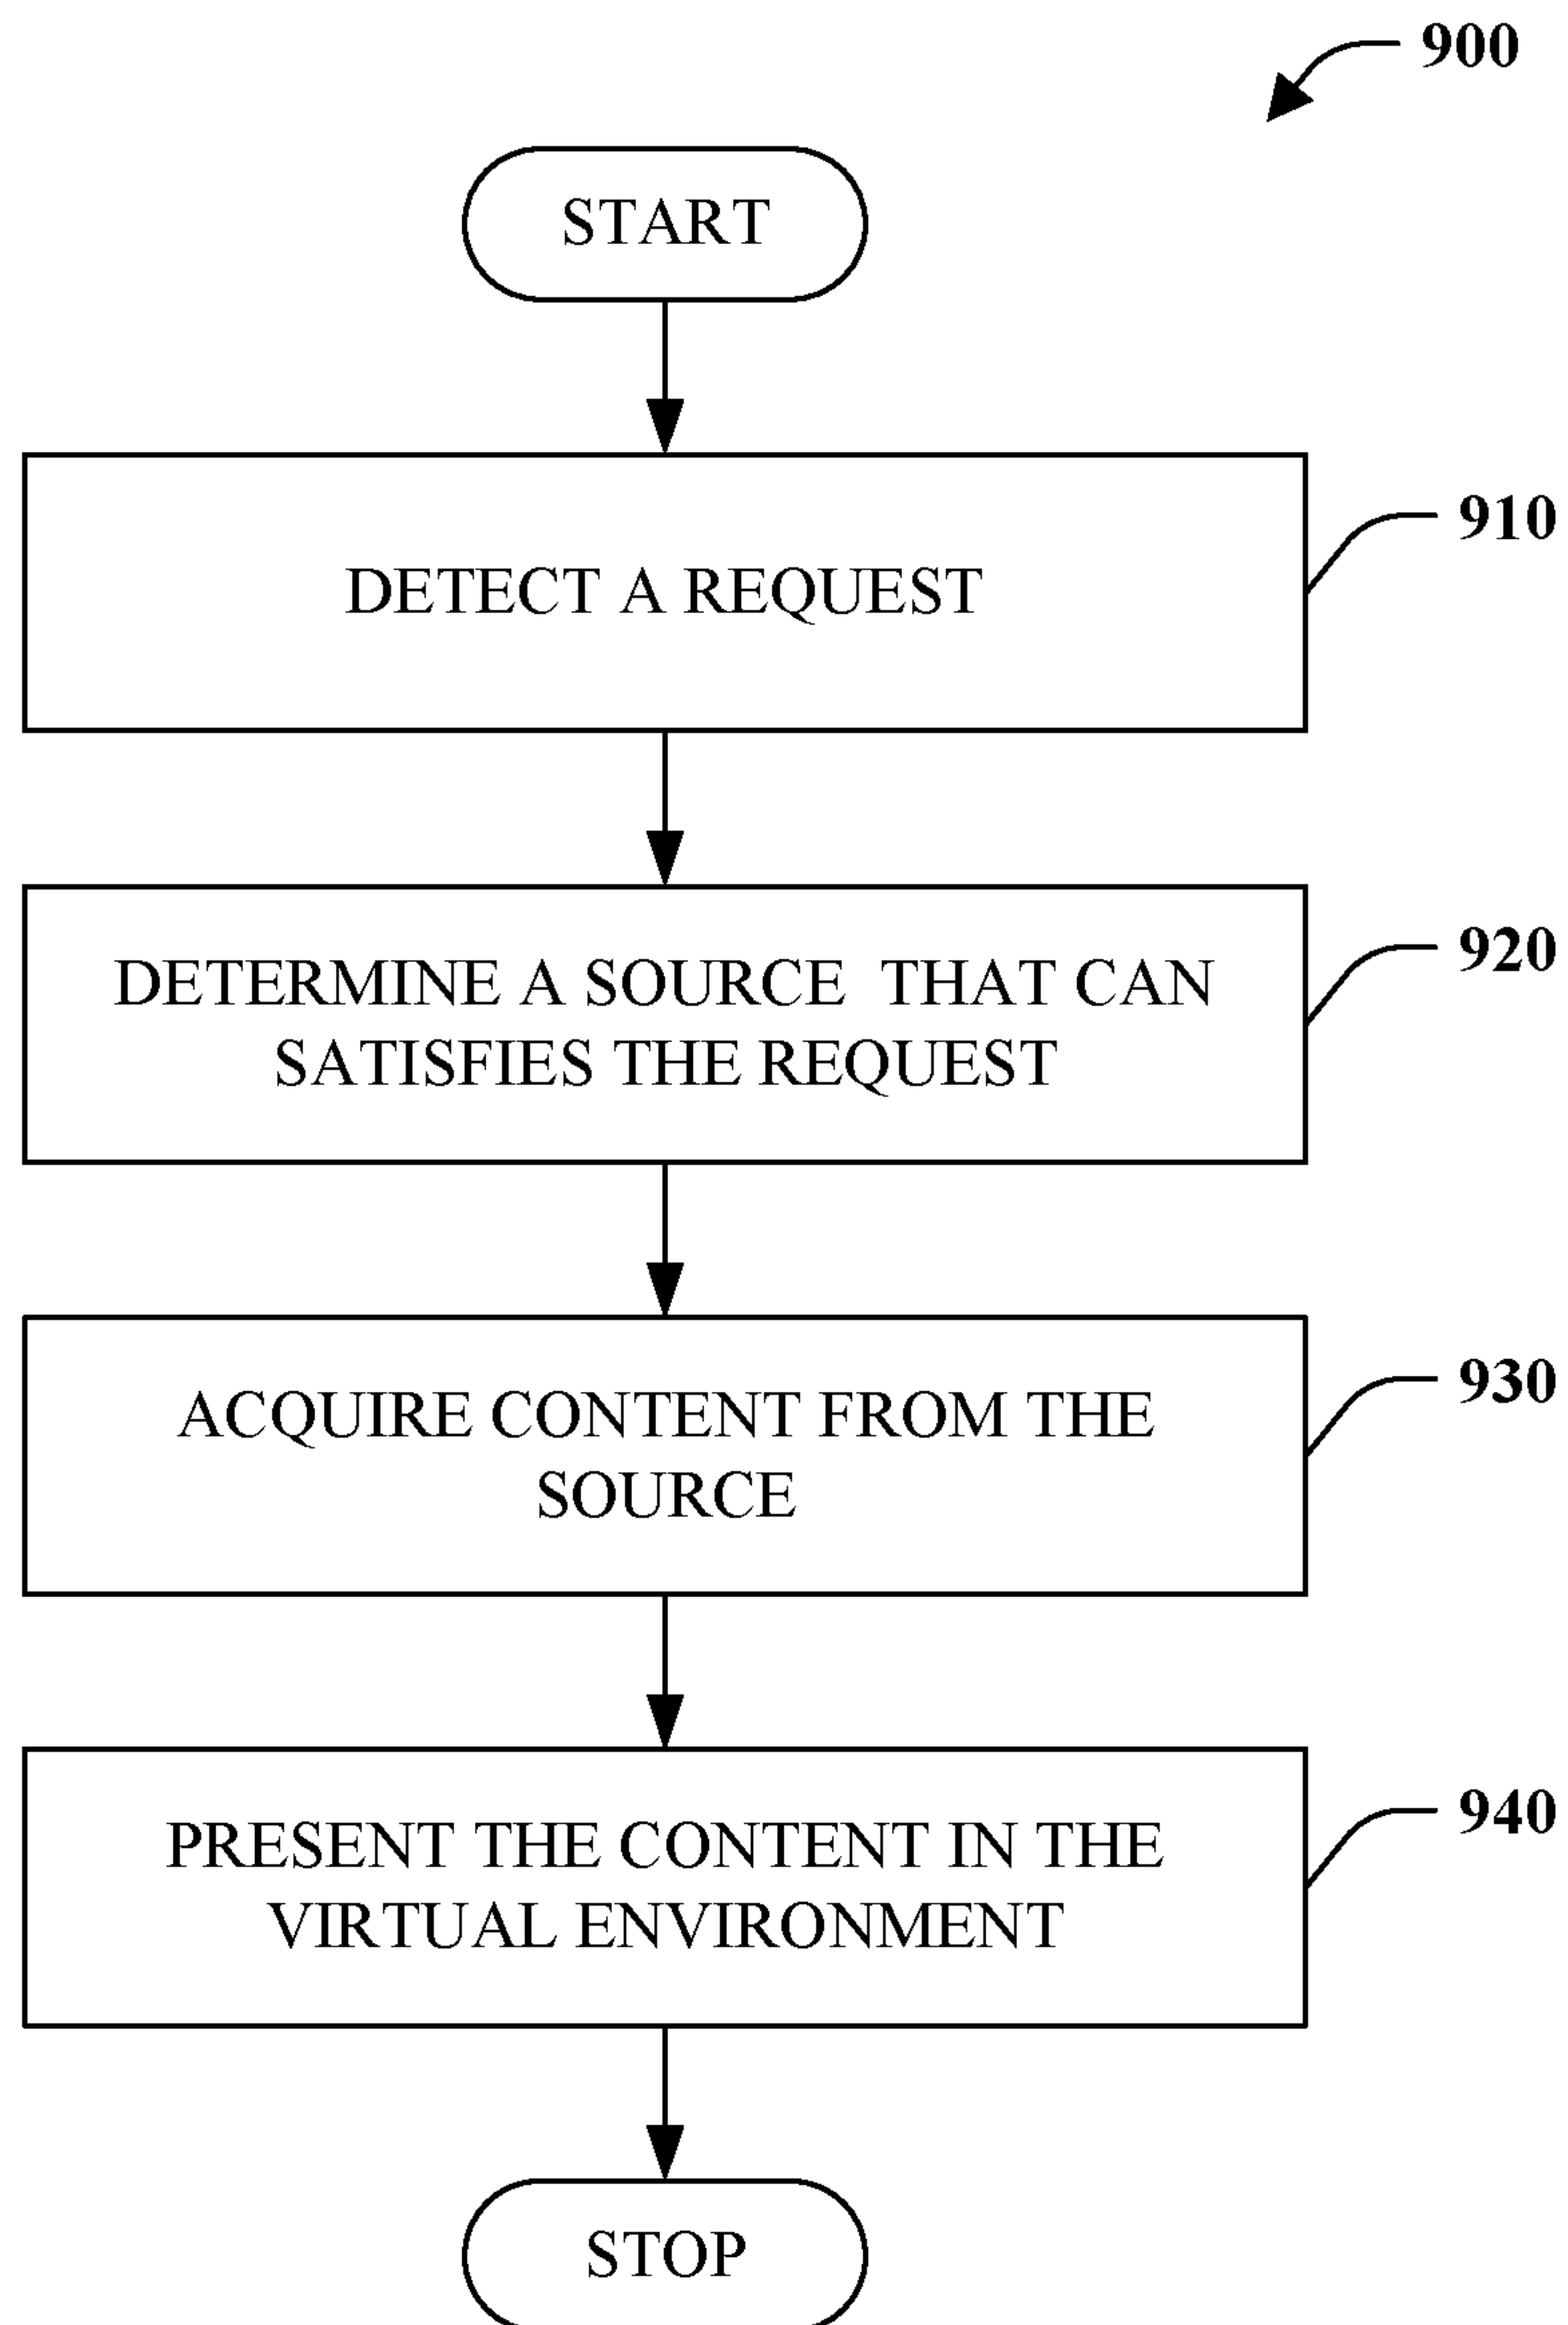 900
START
DETECT A REQUEST
910
DETERMINE A SOURCE THAT CAN
SATISFIES THE REQUEST
920
ACQUIRE CONTENT FROM THE
SOURCE
930
PRESENT THE CONTENT IN THE
VIRTUAL ENVIRONMENT
940
STOP